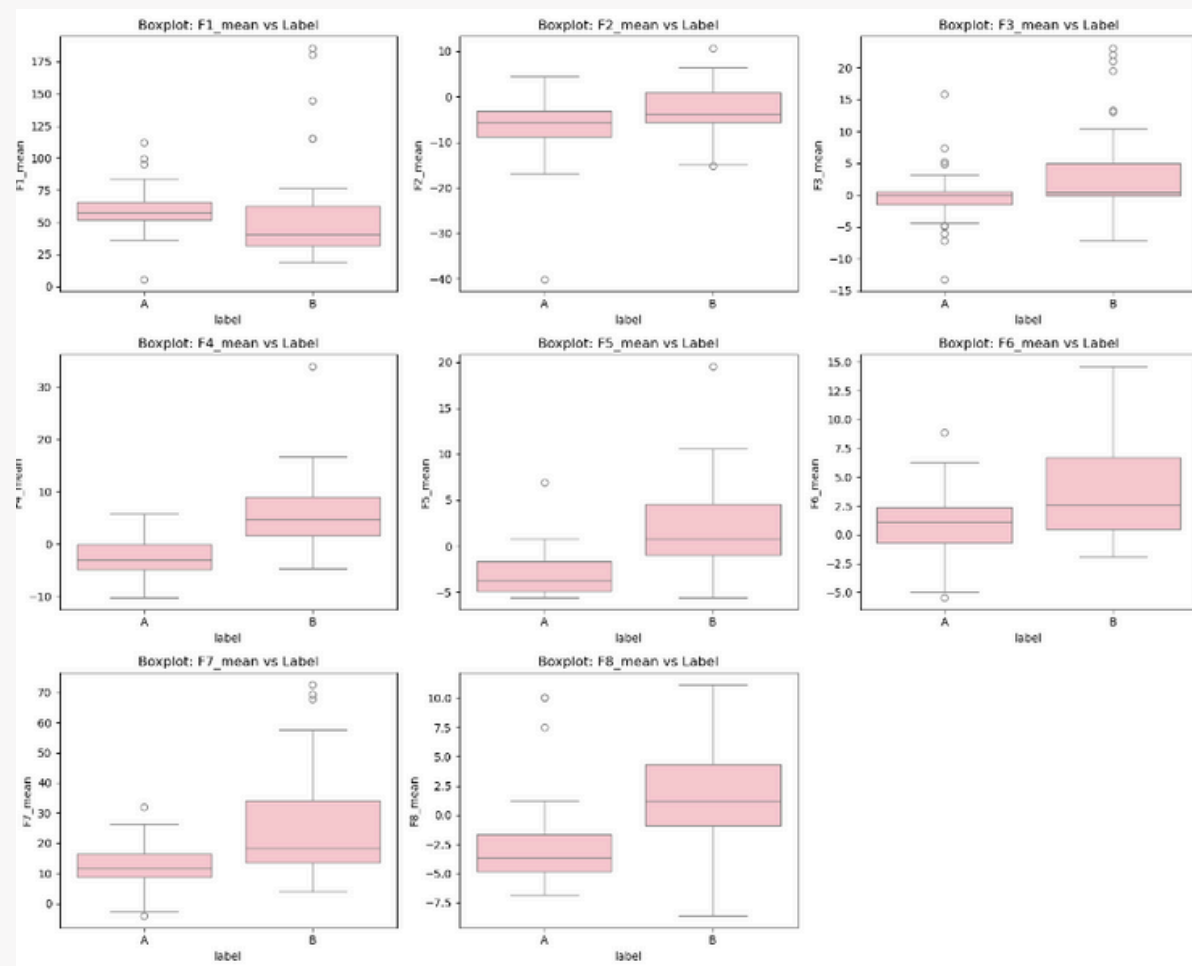 Boxplot: F1_mean vs Label
Boxplot: F2_mean vs Label
Boxplot: F3_mean vs Label
175
150
125
100
75
50
25
0
F1_mean
A
B
label
10
0
−10
−20
−30
−40
F2_mean
A
B
label
20
15
10
5
0
−5
−10
−15
F3_mean
A
B
label
Boxplot: F4_mean vs Label
Boxplot: F5_mean vs Label
Boxplot: F6_mean vs Label
30
20
10
0
−10
F4_mean
A
B
label
20
15
10
5
0
−5
F5_mean
A
B
label
15.0
12.5
10.0
7.5
5.0
2.5
0.0
−2.5
−5.0
F6_mean
A
B
label
Boxplot: F7_mean vs Label
Boxplot: F8_mean vs Label
70
60
50
40
30
20
10
0
F7_mean
A
B
label
10.0
7.5
5.0
2.5
0.0
−2.5
−5.0
−7.5
F8_mean
A
B
label